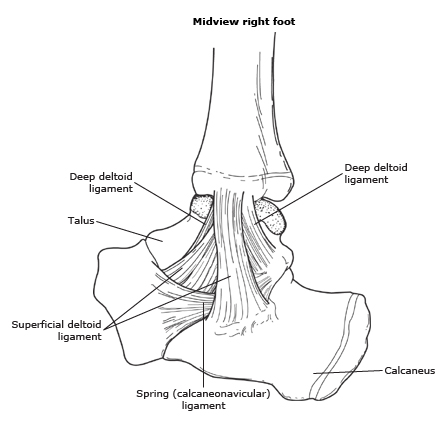 Midview right foot
Deep deltoid
ligament
Deep deltoid
ligament
Talus
Superficial deltoid
ligament
Calcaneus
Spring (calcaneonavicular)
ligament